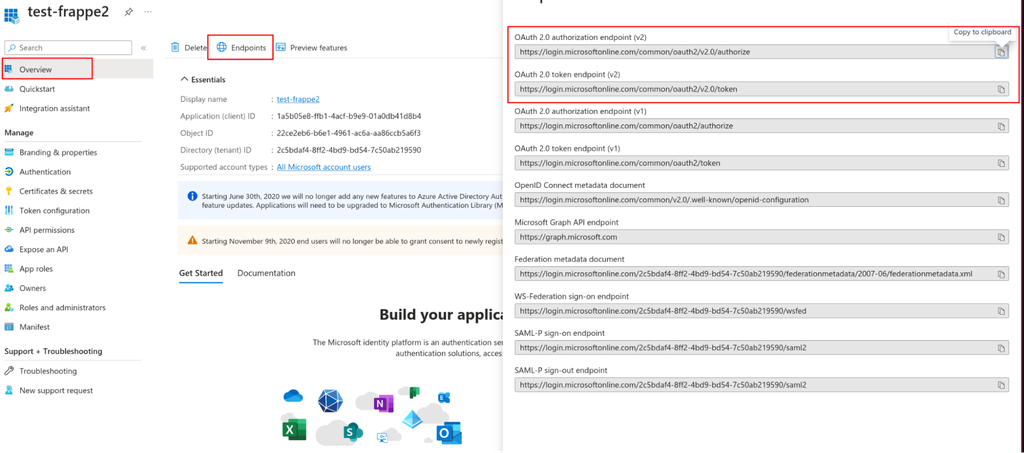 test-frappe2
Search
Overview
Quickstart
Integration assistant
Manage
Branding & properties
Authentication
Certificates & secrets
Token configuration
API permissions
Expose an API
App roles
Owners
Roles and administrators
Manifest
Support + Troubleshooting
Troubleshooting
New support request
Delete
Endpoints
Preview features
Essentials
Display name : test-frappe2
Application (client) ID : 1a5b05e8-ffb1-4acf-b9e9-01a0db41d8b4
Object ID : 22ce2eb6-b6e1-4961-ac6a-aa86ccb5a6f3
Directory (tenant) ID : 2c5bdaf4-8ff2-4bd9-bd54-7c50ab219590
Supported account types : All Microsoft account users
Starting June 30th, 2020 we will no longer add any new features to Azure Active Directory Aut
feature updates. Applications will need to be upgraded to Microsoft Authentication Library (M
Starting November 9th, 2020 end users will no longer be able to grant consent to newly regist
Get Started
Documentation
Build your applica
The Microsoft identity platform is an authentication se
authentication solutions, acces
Copy to clipboard
OAuth 2.0 authorization endpoint (v2)
https://login.microsoftonline.com/common/oauth2/v2.0/authorize
OAuth 2.0 token endpoint (v2)
https://login.microsoftonline.com/common/oauth2/v2.0/token
OAuth 2.0 authorization endpoint (v1)
https://login.microsoftonline.com/common/oauth2/authorize
OAuth 2.0 token endpoint (v1)
https://login.microsoftonline.com/common/oauth2/token
OpenID Connect metadata document
https://login.microsoftonline.com/common/v2.0/.well-known/openid-configuration
Microsoft Graph API endpoint
https://graph.microsoft.com
Federation metadata document
https://login.microsoftonline.com/2c5bdaf4-8ff2-4bd9-bd54-7c50ab219590/federationmetadata/2007-06/federationmetadata.xml
WS-Federation sign-on endpoint
https://login.microsoftonline.com/2c5bdaf4-8ff2-4bd9-bd54-7c50ab219590/wsfed
SAML-P sign-on endpoint
https://login.microsoftonline.com/2c5bdaf4-8ff2-4bd9-bd54-7c50ab219590/saml2
SAML-P sign-out endpoint
https://login.microsoftonline.com/2c5bdaf4-8ff2-4bd9-bd54-7c50ab219590/saml2